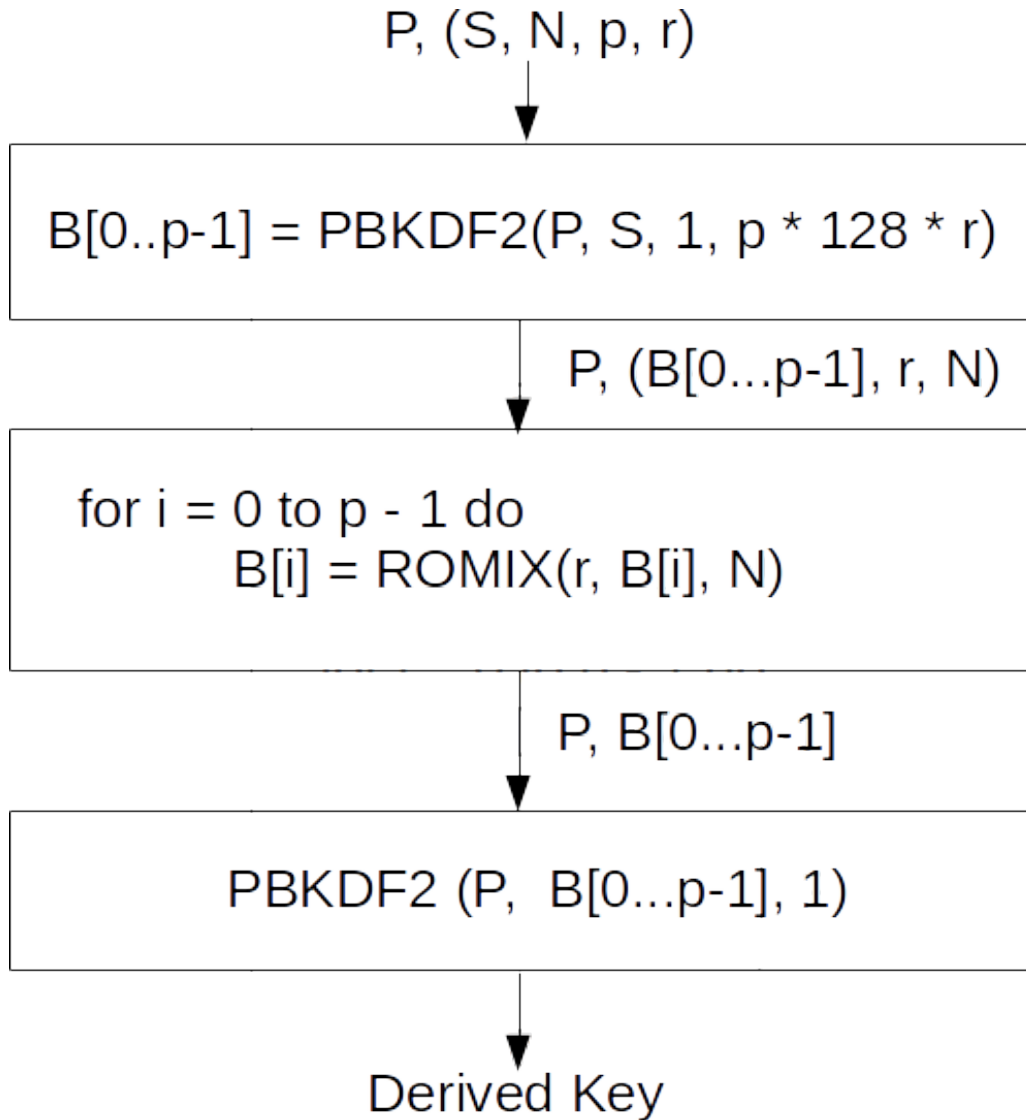 P, (S, N, p, r)
B[0..p-1] = PBKDF2(P, S, 1, p * 128 * r)
P, (B[0...p-1], r, N)
for i = 0 to p - 1 do
B[i] = ROMIX(r, B[i], N)
P, B[0...p-1]
PBKDF2 (P,  B[0...p-1], 1)
Derived Key